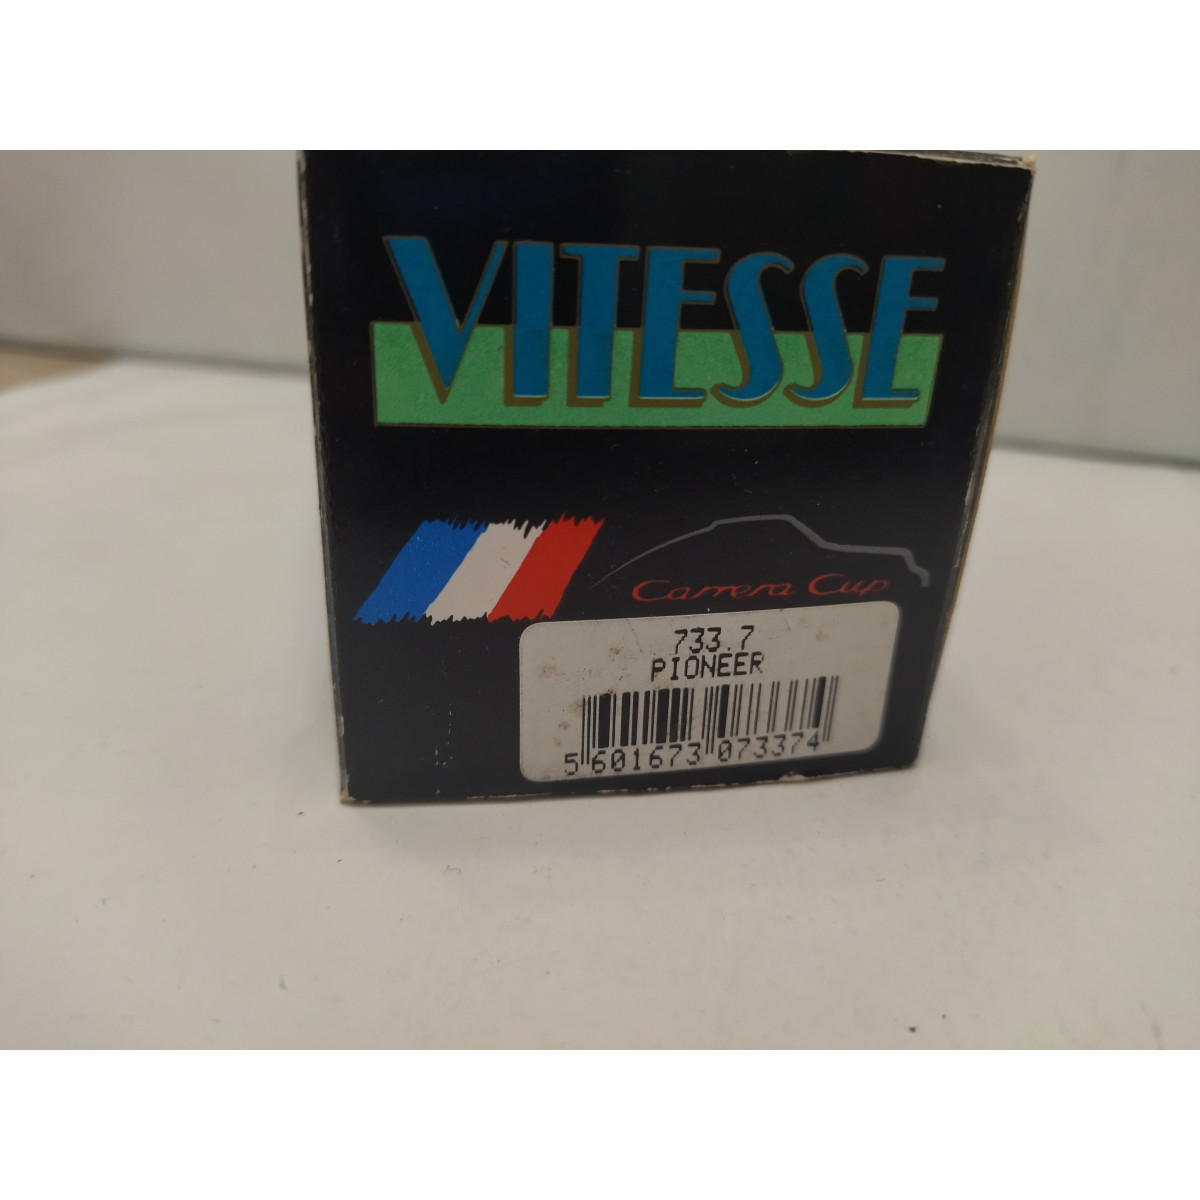 VITESSE
Carrera Cup
733.7
PIONEER
5 601673 073374